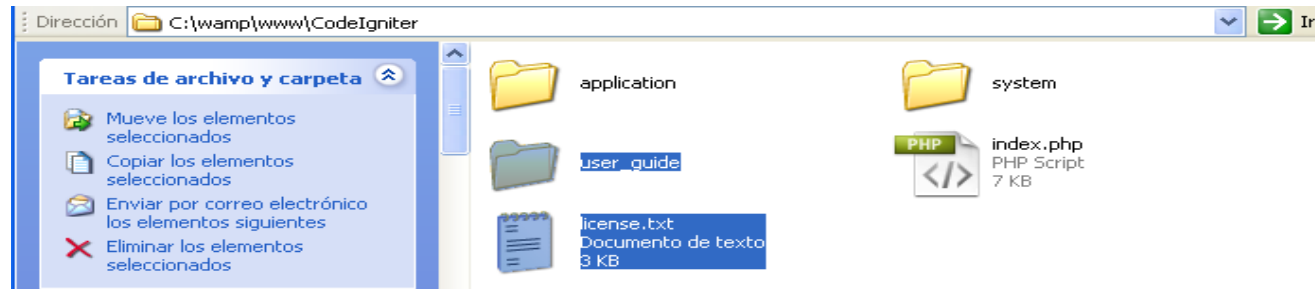 Dirección C:\wamp\www\CodeIgniter Ir
Tareas de archivo y carpeta
Mueve los elementos
seleccionados
Copiar los elementos
seleccionados
Enviar por correo electrónico
los elementos siguientes
Eliminar los elementos
seleccionados
application
system
user_guide
PHP
index.php
PHP Script
7 KB
license.txt
Documento de texto
3 KB